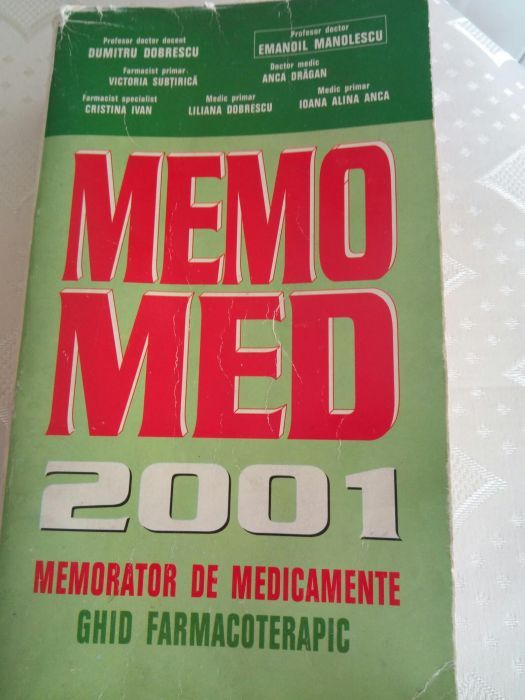 Profesor doctor docent
DUMITRU DOBRESCU
Profesor doctor
EMANOIL MANOLESCU
Farmacist primar
VICTORIA SUBȚIRICĂ
Doctor medic
ANCA DRĂGAN
Farmacist specialist
CRISTINA IVAN
Medic primar
LILIANA DOBRESCU
Medic primar
IOANA ALINA ANCA
MEMO
MED
2001
MEMORATOR DE MEDICAMENTE
GHID FARMACOTERAPIC